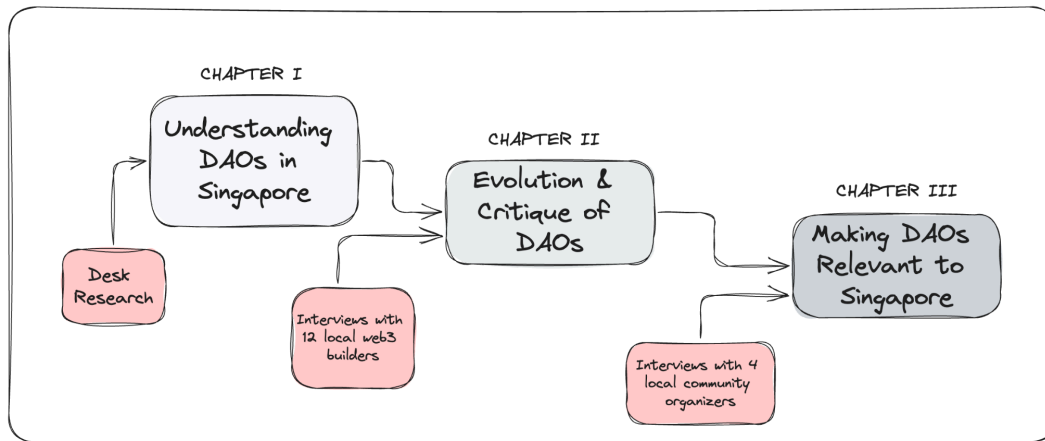 CHAPTER I
Understanding
DAOs in
Singapore
Desk
Research
CHAPTER II
Evolution &
Critique of
DAOs
Interviews with
12 local web3
builders
CHAPTER III
Making DAOs
Relevant to
Singapore
Interviews with 4
local community
organizers